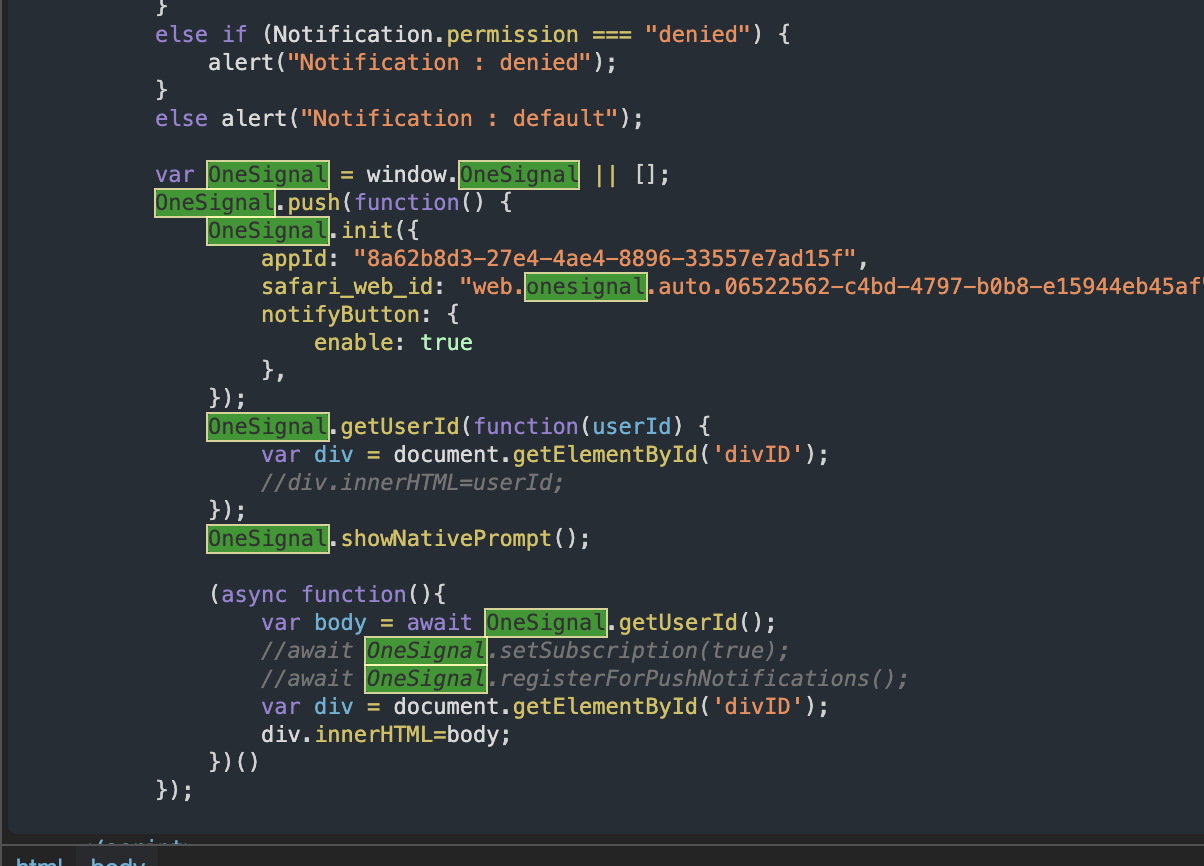 }
else if (Notification.permission === "denied") {
alert("Notification : denied");
}
else alert("Notification : default");
var OneSignal = window.OneSignal || [];
OneSignal.push(function() {
OneSignal.init({
appId: "8a62b8d3-27e4-4ae4-8896-33557e7ad15f",
safari_web_id: "web.onesignal.auto.06522562-c4bd-4797-b0b8-e15944eb45af"
notifyButton: {
enable: true
},
});
OneSignal.getUserId(function(userId) {
var div = document.getElementById('divID');
//div.innerHTML=userId;
});
OneSignal.showNativePrompt();
(async function(){
var body = await OneSignal.getUserId();
//await OneSignal.setSubscription(true);
//await OneSignal.registerForPushNotifications();
var div = document.getElementById('divID');
div.innerHTML=body;
})()
});
</script>
html body